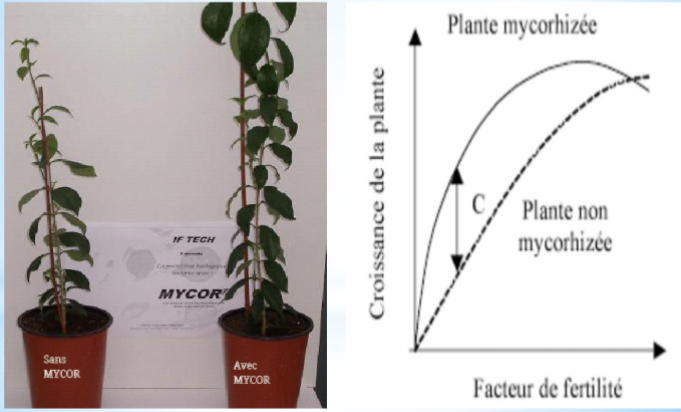 Sans
MYCOR
Avec
MYCOR
IF TECH
MYCOR
Plante mycorhizée
Croissance de la plante
C
Plante non
mycorhizée
Facteur de fertilité